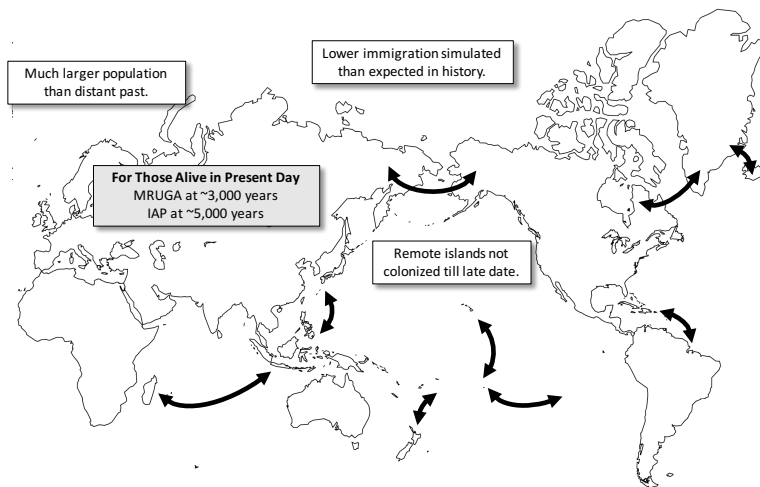 Lower immigration simulated
than expected in history.
Much larger population
than distant past.
For Those Alive in Present Day
MRUGA at ~3,000 years
IAP at ~5,000 years
Remote islands not
colonized till late date.